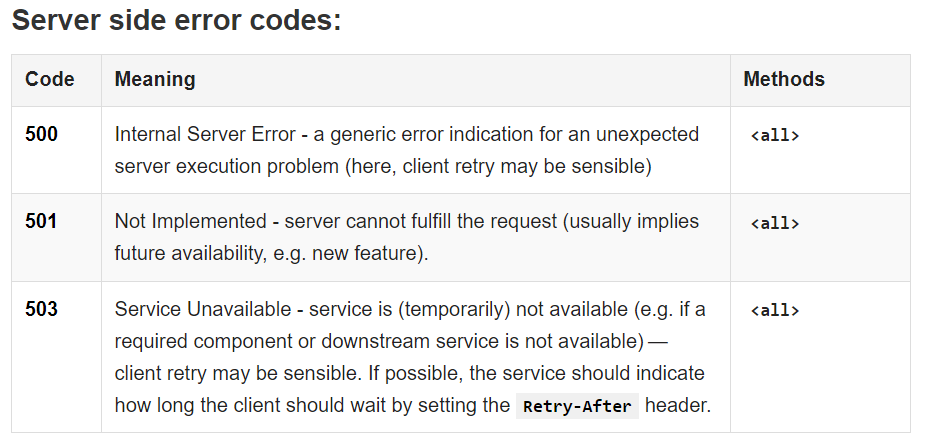 Server side error codes:
Code Meaning Methods
500 Internal Server Error - a generic error indication for an unexpected <all>
server execution problem (here, client retry may be sensible)
501 Not Implemented - server cannot fulfill the request (usually implies <all>
future availability, e.g. new feature).
503 Service Unavailable - service is (temporarily) not available (e.g. if a <all>
required component or downstream service is not available) —
client retry may be sensible. If possible, the service should indicate
how long the client should wait by setting the Retry-After header.